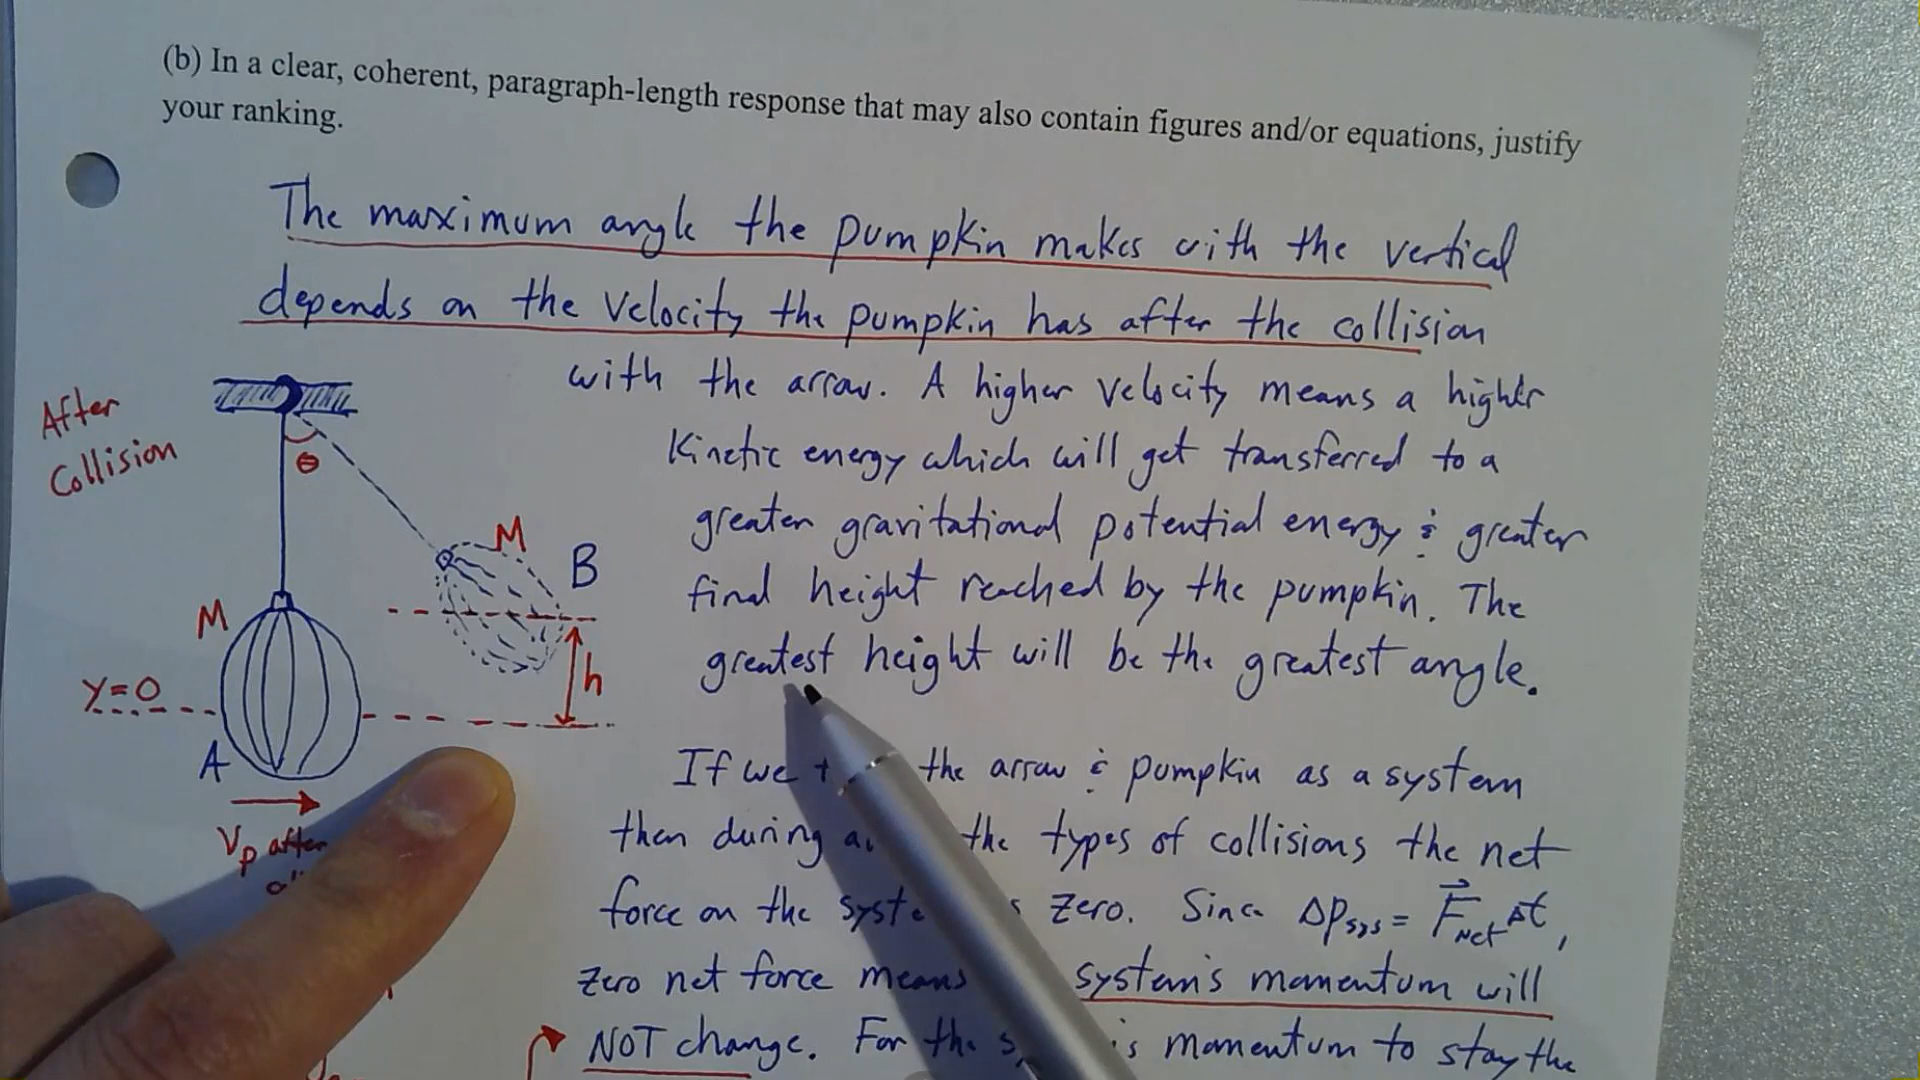 (b) In a clear, coherent, paragraph-length response that may also contain figures and/or equations, justify
your ranking.
The maximum angle the pumpkin makes with the vertical
depends on the velocity the pumpkin has after the collision
with the arrow. A higher velocity means a higher
Kinetic energy which will get transferred to a
greater gravitational potential energy & greater
final height reached by the pumpkin. The
greatest height will be the greatest angle.
After
Collision
θ
M
B
M
h
y=0
A
Vp after
If we the arrow & pumpkin as a system
then during the types of collisions the net
force on the zero. Since ΔPsys = F⃗Net Δt,
zero net force means system's momentum will
NOT change. For the momentum to stay the